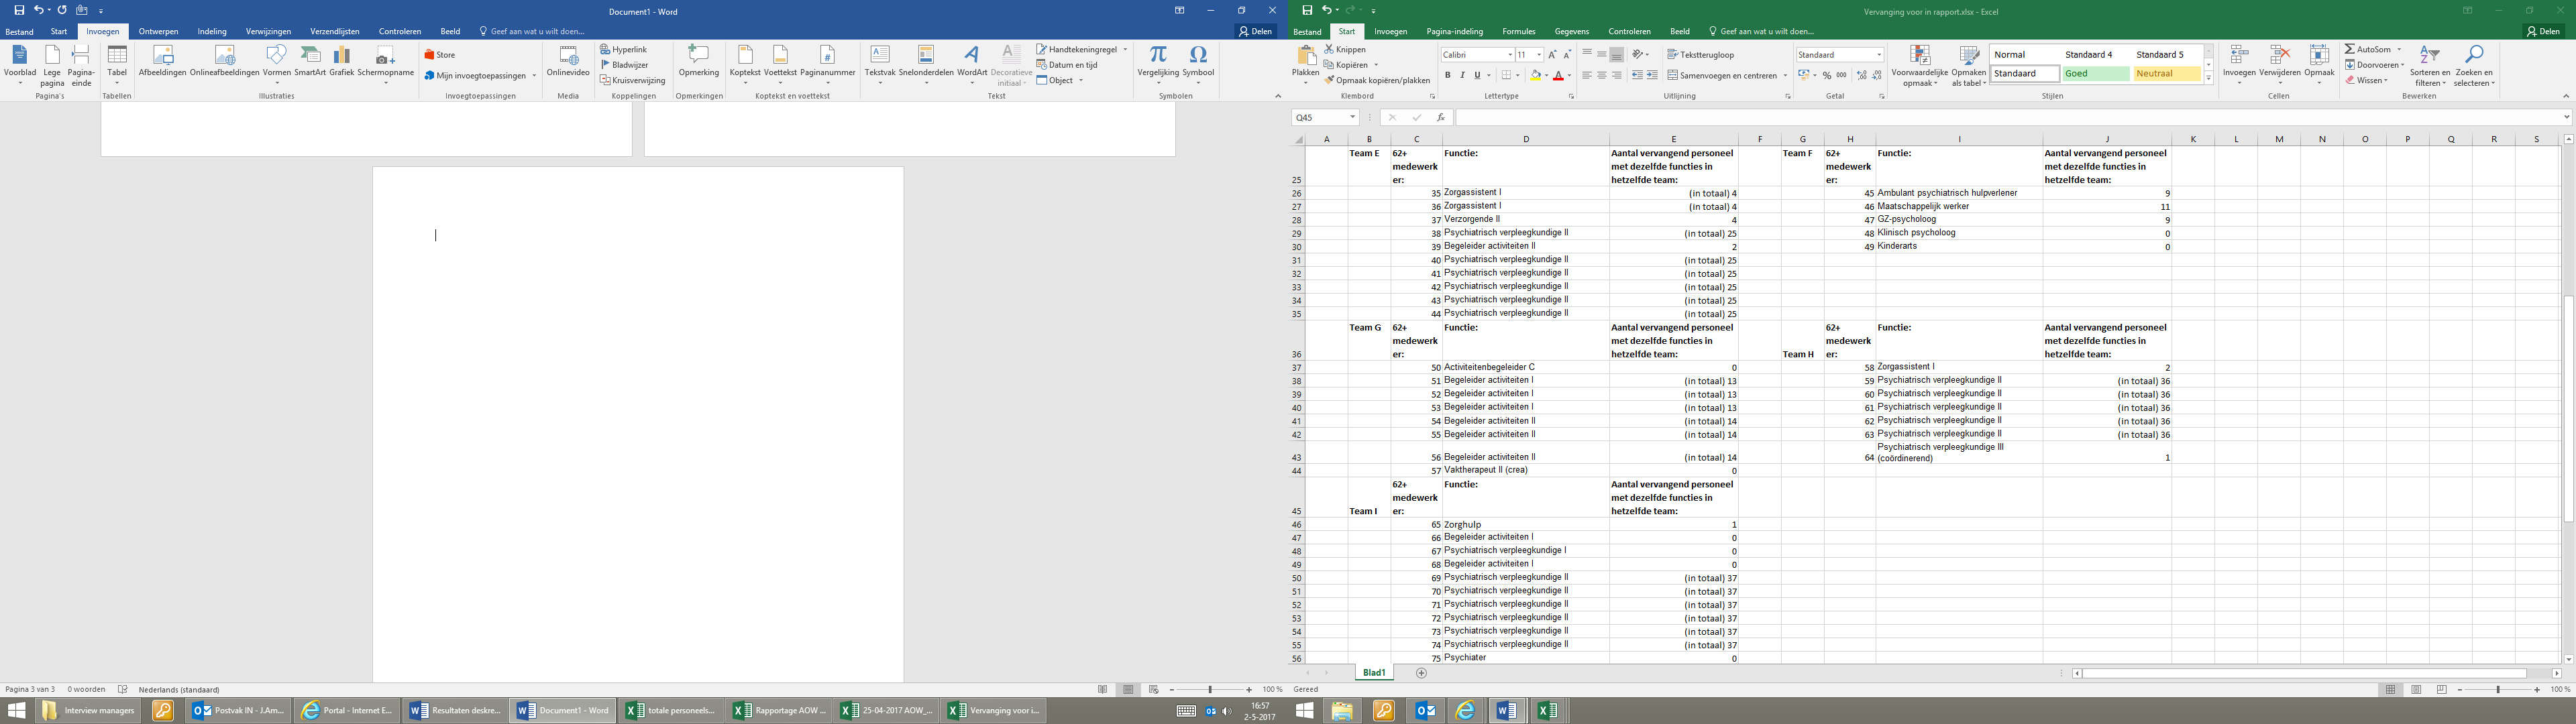 Document1 - Word
Bestand Start Invoegen Ontwerpen Indeling Verwijzingen Verzendlijsten Controleren Beeld Geef aan wat u wilt doen... Delen
Voorblad Lege pagina Pagina-einde Tabel Afbeeldingen Onlineafbeeldingen Vormen SmartArt Grafiek Schermopname Store Mijn invoegtoepassingen Onlinevideo Hyperlink Bladwijzer Kruisverwijzing Opmerking Koptekst Voettekst Paginanummer Tekstvak Snelonderdelen WordArt Decoratieve initiaal Handtekeningregel Datum en tijd Object Vergelijking Symbool
Pagina's Tabellen Illustraties Invoegtoepassingen Media Koppelingen Opmerkingen Koptekst en voettekst Tekst Symbolen
Pagina 3 van 3 0 woorden Nederlands (standaard) 100 %
Vervanging voor in rapport.xlsx - Excel
Bestand Start Invoegen Pagina-indeling Formules Gegevens Controleren Beeld Geef aan wat u wilt doen... Delen
Plakken Knippen Kopiëren Opmaak kopiëren/plakken Calibri 11 B I U Tekstterugloop Samenvoegen en centreren Standaard % 000 Voorwaardelijke opmaak Opmaken als tabel Normal Standaard 4 Standaard 5 Standaard Goed Neutraal Invoegen Verwijderen Opmaak AutoSom Doorvoeren Wissen Sorteren en filteren Zoeken en selecteren
Klembord Lettertype Uitlijning Getal Stijlen Cellen Bewerken
Q45 fx
A B C D E F G H I J K L M N O P Q R S
25 Team E 62+ medewerker: Functie: Aantal vervangend personeel met dezelfde functies in hetzelfde team: Team F 62+ medewerker: Functie: Aantal vervangend personeel met dezelfde functies in hetzelfde team:
26 35 Zorgassistent I (in totaal) 4 45 Ambulant psychiatrisch hulpverlener 9
27 36 Zorgassistent I (in totaal) 4 46 Maatschappelijk werker 11
28 37 Verzorgende II 4 47 GZ-psycholoog 9
29 38 Psychiatrisch verpleegkundige II (in totaal) 25 48 Klinisch psycholoog 0
30 39 Begeleider activiteiten II 2 49 Kinderarts 0
31 40 Psychiatrisch verpleegkundige II (in totaal) 25
32 41 Psychiatrisch verpleegkundige II (in totaal) 25
33 42 Psychiatrisch verpleegkundige II (in totaal) 25
34 43 Psychiatrisch verpleegkundige II (in totaal) 25
35 44 Psychiatrisch verpleegkundige II (in totaal) 25
36 Team G 62+ medewerker: Functie: Aantal vervangend personeel met dezelfde functies in hetzelfde team: Team H 62+ medewerker: Functie: Aantal vervangend personeel met dezelfde functies in hetzelfde team:
37 50 Activiteitenbegeleider C 0 58 Zorgassistent I 2
38 51 Begeleider activiteiten I (in totaal) 13 59 Psychiatrisch verpleegkundige II (in totaal) 36
39 52 Begeleider activiteiten I (in totaal) 13 60 Psychiatrisch verpleegkundige II (in totaal) 36
40 53 Begeleider activiteiten I (in totaal) 13 61 Psychiatrisch verpleegkundige II (in totaal) 36
41 54 Begeleider activiteiten II (in totaal) 14 62 Psychiatrisch verpleegkundige II (in totaal) 36
42 55 Begeleider activiteiten II (in totaal) 14 63 Psychiatrisch verpleegkundige II (in totaal) 36
43 56 Begeleider activiteiten II (in totaal) 14 64 Psychiatrisch verpleegkundige III (coördinerend) 1
44 57 Vaktherapeut II (crea) 0
45 Team I 62+ medewerker: Functie: Aantal vervangend personeel met dezelfde functies in hetzelfde team:
46 65 Zorghulp 1
47 66 Begeleider activiteiten I 0
48 67 Psychiatrisch verpleegkundige I 0
49 68 Begeleider activiteiten I 0
50 69 Psychiatrisch verpleegkundige II (in totaal) 37
51 70 Psychiatrisch verpleegkundige II (in totaal) 37
52 71 Psychiatrisch verpleegkundige II (in totaal) 37
53 72 Psychiatrisch verpleegkundige II (in totaal) 37
54 73 Psychiatrisch verpleegkundige II (in totaal) 37
55 74 Psychiatrisch verpleegkundige II (in totaal) 37
56 75 Psychiater 0
Blad1
Gereed 100 %
Interview managers Postvak IN - J.Am... Portal - Internet E... Resultaten deskre... Document1 - Word totale personeels... Rapportage AOW ... 25-04-2017 AOW_... Vervanging voor i...
16:57
2-5-2017